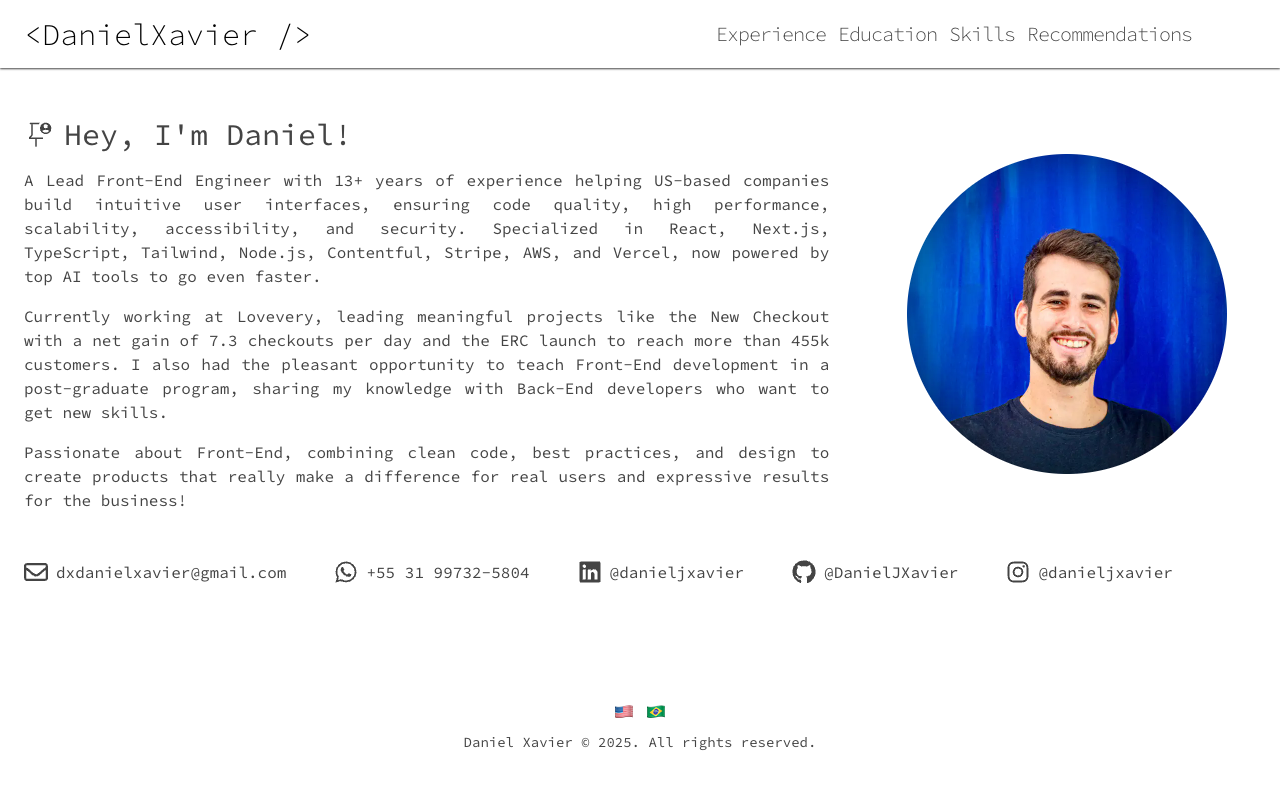 <DanielXavier />
Experience Education Skills Recommendations
Hey, I'm Daniel!
A Lead Front-End Engineer with 13+ years of experience helping US-based companies
build intuitive user interfaces, ensuring code quality, high performance,
scalability, accessibility, and security. Specialized in React, Next.js,
TypeScript, Tailwind, Node.js, Contentful, Stripe, AWS, and Vercel, now powered by
top AI tools to go even faster.
Currently working at Lovevery, leading meaningful projects like the New Checkout
with a net gain of 7.3 checkouts per day and the ERC launch to reach more than 455k
customers. I also had the pleasant opportunity to teach Front-End development in a
post-graduate program, sharing my knowledge with Back-End developers who want to
get new skills.
Passionate about Front-End, combining clean code, best practices, and design to
create products that really make a difference for real users and expressive results
for the business!
dxdanielxavier@gmail.com +55 31 99732-5804 @danieljxavier @DanielJXavier @danieljxavier
Daniel Xavier © 2025. All rights reserved.